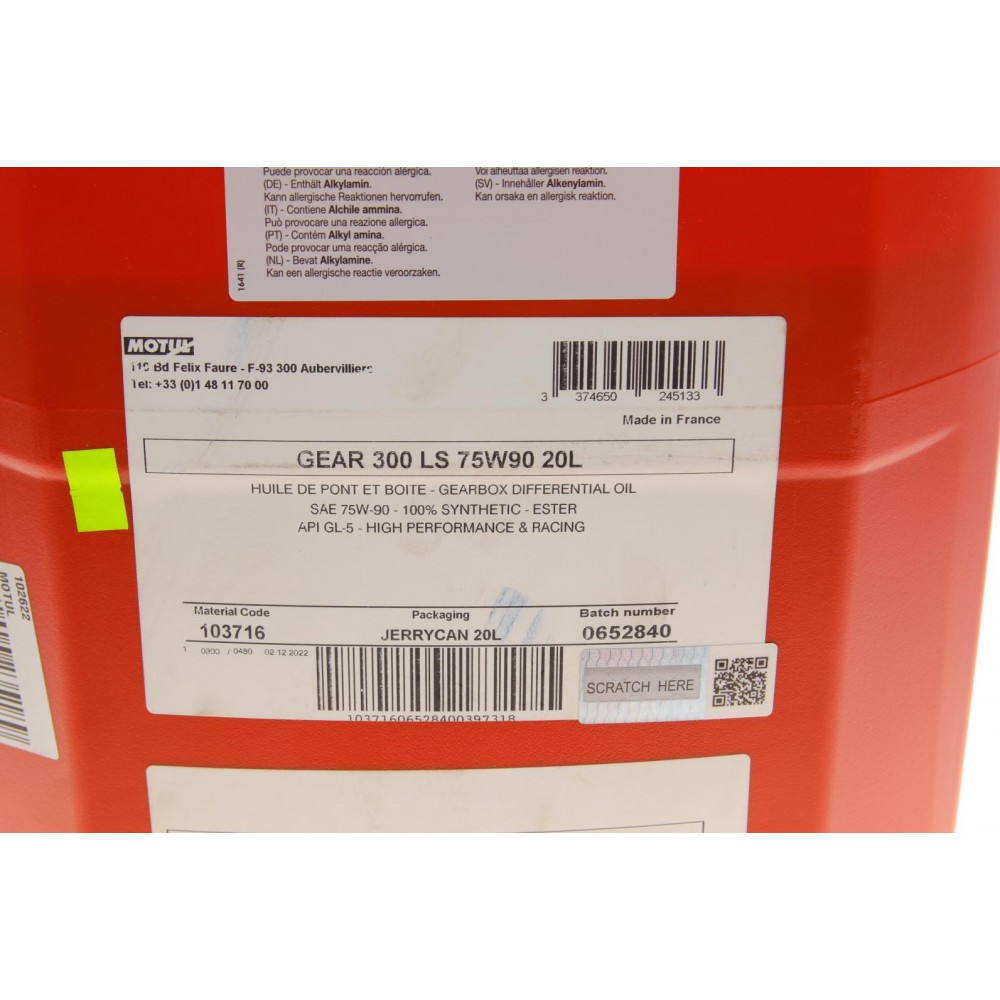 Puede provocar una reacción alérgica.
(DE) - Enthält Alkylamin.
Kann allergische Reaktionen hervorrufen.
(IT) - Contiene Alchile ammina.
Può provocare una reazione allergica.
(PT) - Contém Alkyl amina.
Pode provocar uma reacção alérgica.
(NL) - Bevat Alkylamine.
Kan een allergische reactie veroorzaken.
Voi aiheuttaa allergisen reaktion.
(SV) - Innehåller Alkenylamin.
Kan orsaka en allergisk reaktion.
1641 (R)
MOTUL
Bd Felix Faure - F-93 300 Aubervilliers
Tel: +33 (0)1 48 11 70 00
3 374650 245133
Made in France
GEAR 300 LS 75W90 20L
HUILE DE PONT ET BOITE - GEARBOX DIFFERENTIAL OIL
SAE 75W-90 - 100% SYNTHETIC - ESTER
API GL-5 - HIGH PERFORMANCE & RACING
Material Code Packaging Batch number
103716 JERRYCAN 20L 0652840
1 0300 / 0480 02.12.2022
10371606528400397318
SCRATCH HERE
102622
MOTUL